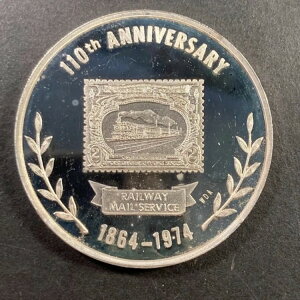 110th ANNIVERSARY
RAILWAY
MAIL SERVICE
1864-1974